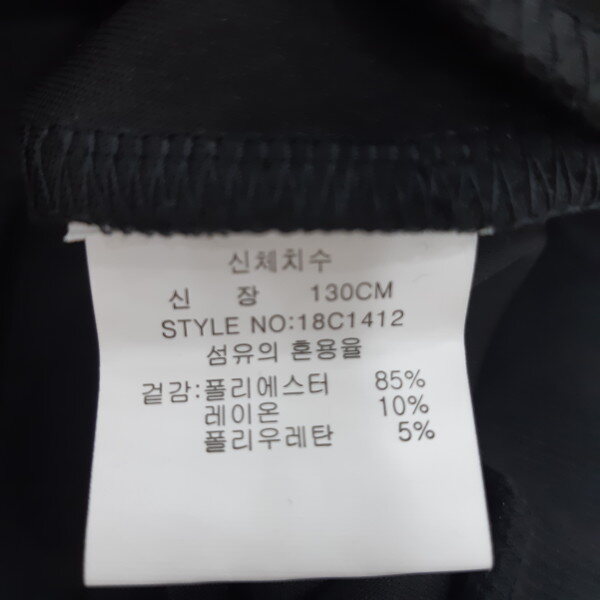 신체치수
신 장 130CM
STYLE NO:18C1412
섬유의 혼용율
겉감:폴리에스터 85%
레이온 10%
폴리우레탄 5%